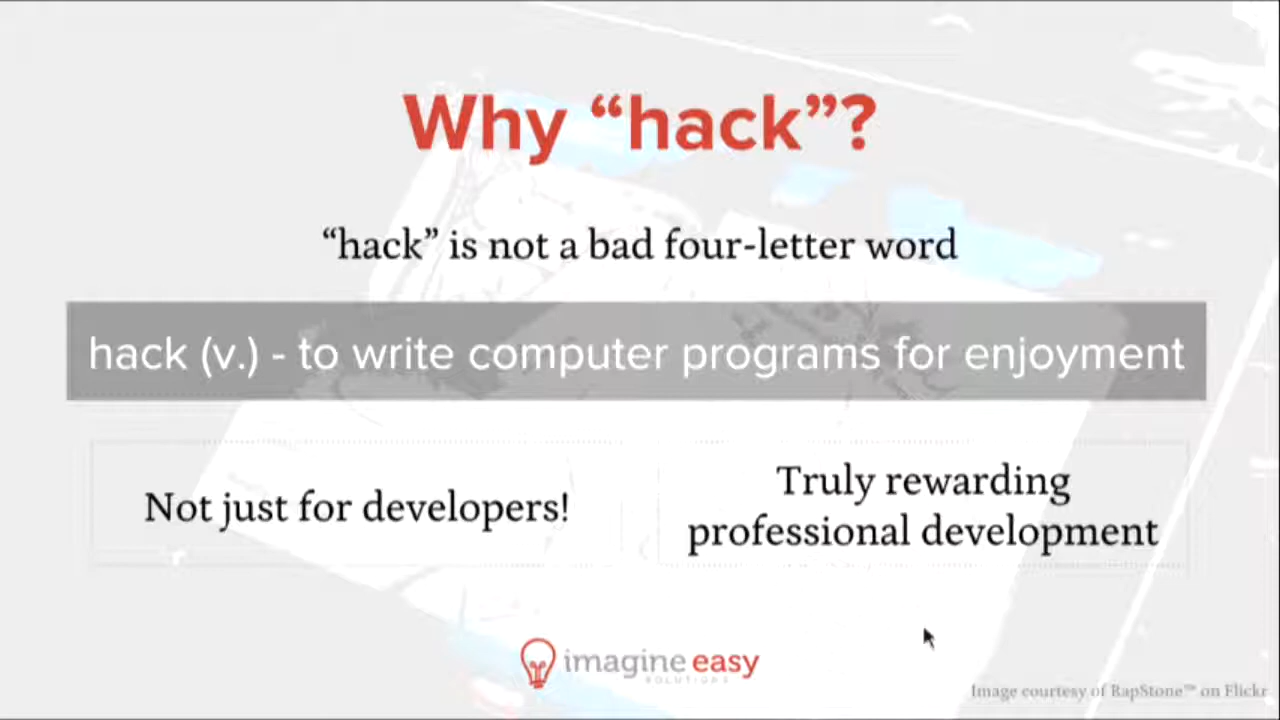 Why “hack”?
“hack” is not a bad four-letter word
hack (v.) - to write computer programs for enjoyment
Not just for developers!
Truly rewarding
professional development
imagine easy
SOLUTIONS
Image courtesy of RapStone™ on Flickr